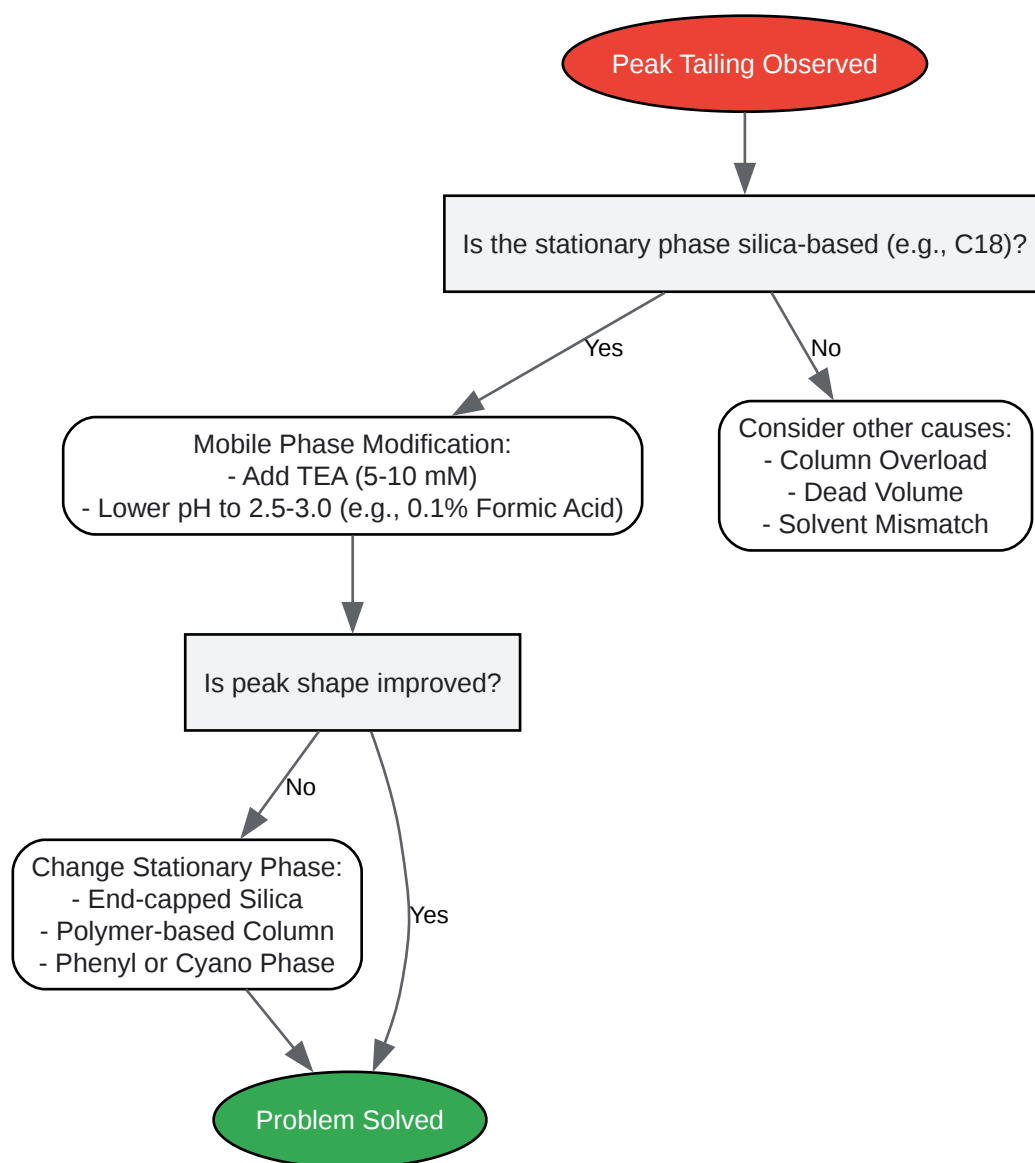 Peak Tailing Observed
Is the stationary phase silica-based (e.g., C18)?
Yes
No
Mobile Phase Modification:
- Add TEA (5-10 mM)
- Lower pH to 2.5-3.0 (e.g., 0.1% Formic Acid)
Consider other causes:
- Column Overload
- Dead Volume
- Solvent Mismatch
Is peak shape improved?
No
Yes
Change Stationary Phase:
- End-capped Silica
- Polymer-based Column
- Phenyl or Cyano Phase
Problem Solved